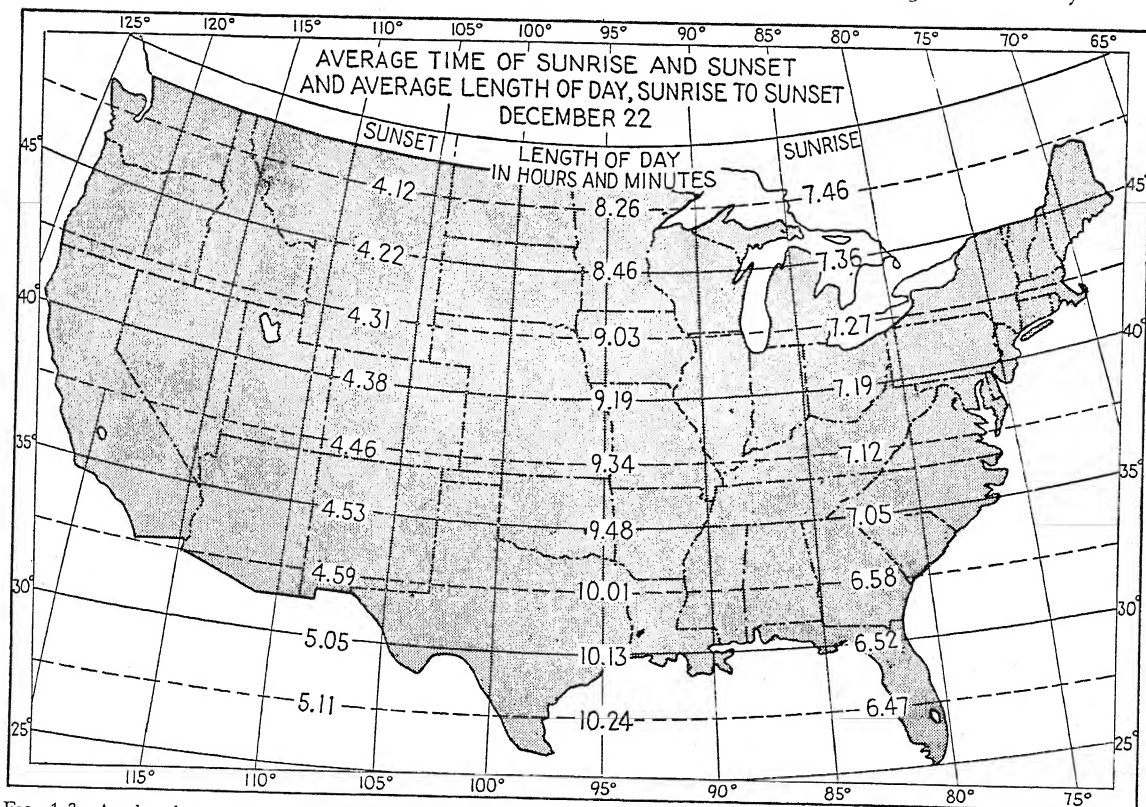 125° 120° 115° 110° 105° 100° 95° 90° 85° 80° 75° 70° 65°
AVERAGE TIME OF SUNRISE AND SUNSET
AND AVERAGE LENGTH OF DAY, SUNRISE TO SUNSET
DECEMBER 22
SUNSET
LENGTH OF DAY
IN HOURS AND MINUTES
SUNRISE
45° 4.12 8.26 7.46 45°
4.22 8.46 7.36
40° 4.31 9.03 7.27 40°
4.38 9.19 7.19
35° 4.46 9.34 7.12 35°
4.53 9.48 7.05
30° 4.59 10.01 6.58 30°
5.05 10.13 6.52
25° 5.11 10.24 6.47 25°
115° 110° 105° 100° 95° 90° 85° 80° 75°